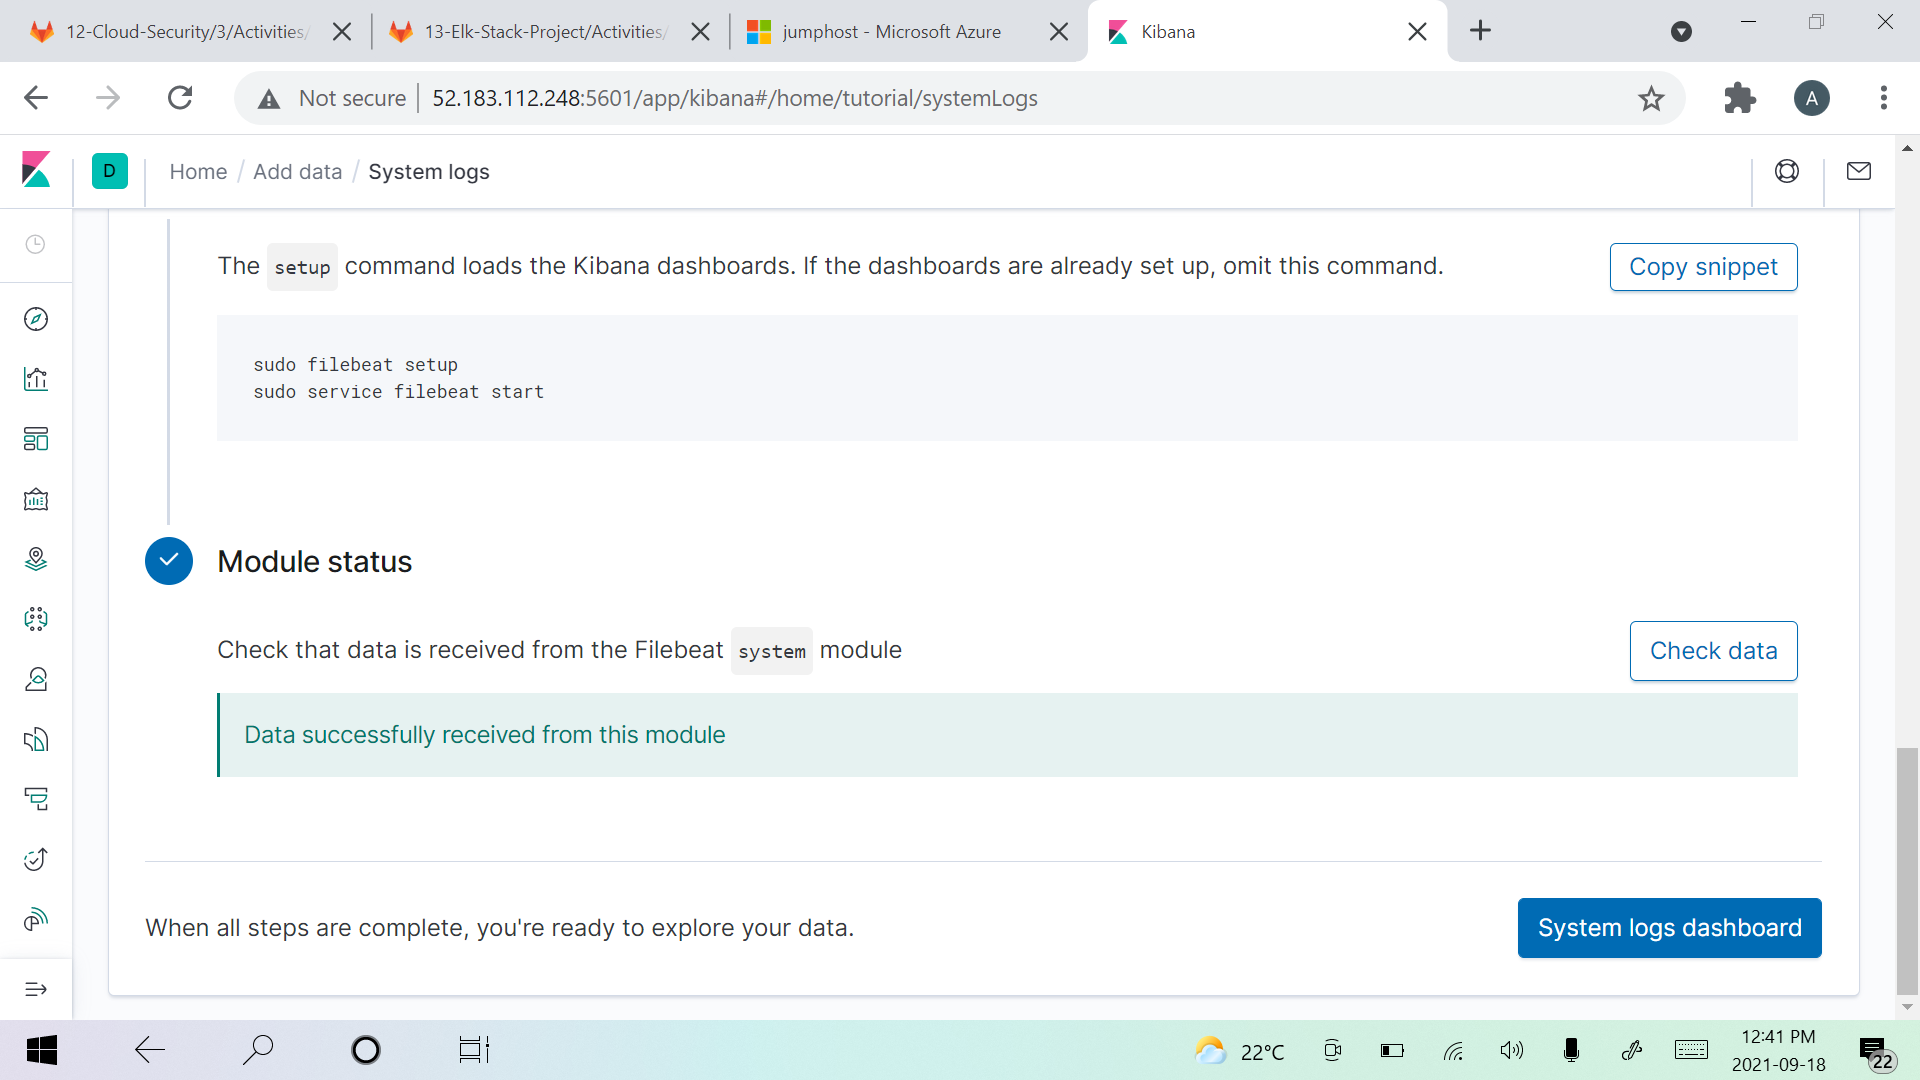 12-Cloud-Security/3/Activities/
13-Elk-Stack-Project/Activities/
jumphost - Microsoft Azure
Kibana
Not secure
52.183.112.248:5601/app/kibana#/home/tutorial/systemLogs
A
D
Home / Add data / System logs
The setup command loads the Kibana dashboards. If the dashboards are already set up, omit this command.
Copy snippet
sudo filebeat setup
sudo service filebeat start
Module status
Check that data is received from the Filebeat system module
Check data
Data successfully received from this module
When all steps are complete, you're ready to explore your data.
System logs dashboard
22°C
12:41 PM
2021-09-18
22